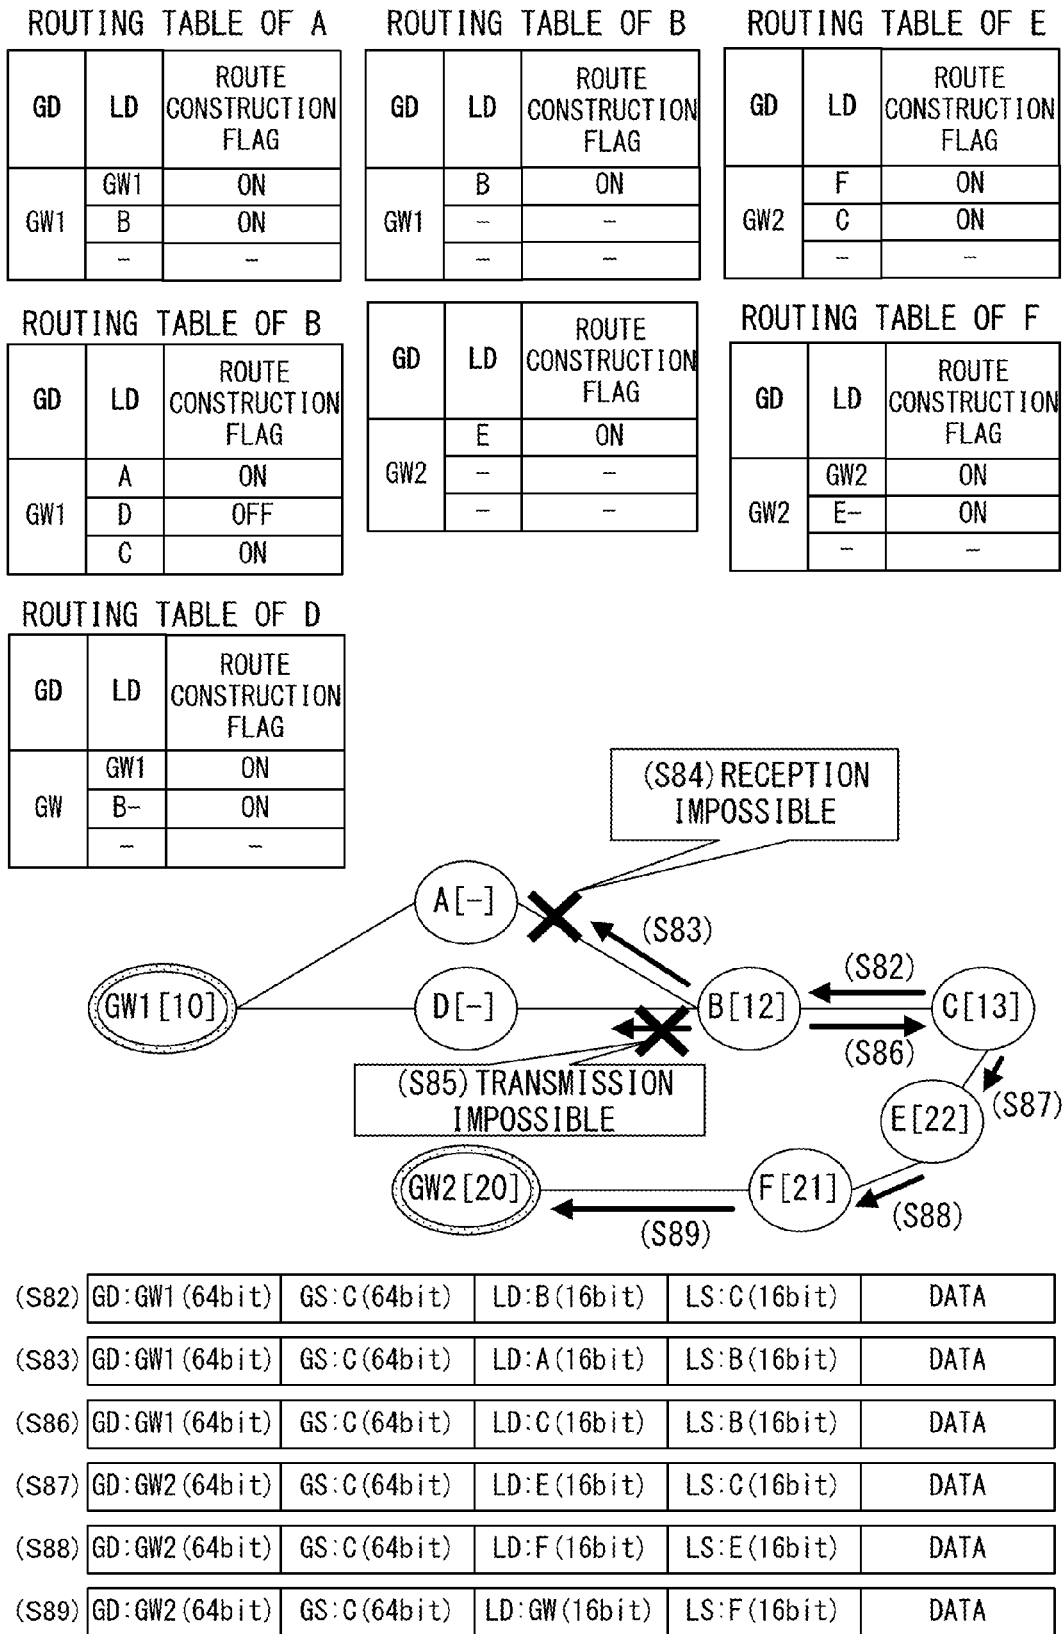 ROUTING TABLE OF A
GD LD ROUTE CONSTRUCTION FLAG
GW1 GW1 ON
B ON
— —
ROUTING TABLE OF B
GD LD ROUTE CONSTRUCTION FLAG
GW1 B ON
— —
— —
ROUTING TABLE OF E
GD LD ROUTE CONSTRUCTION FLAG
GW2 F ON
C ON
— —
ROUTING TABLE OF B
GD LD ROUTE CONSTRUCTION FLAG
GW1 A ON
D OFF
C ON
GD LD ROUTE CONSTRUCTION FLAG
GW2 E ON
— —
— —
ROUTING TABLE OF F
GD LD ROUTE CONSTRUCTION FLAG
GW2 GW2 ON
E- ON
— —
ROUTING TABLE OF D
GD LD ROUTE CONSTRUCTION FLAG
GW GW1 ON
B- ON
— —
(S84)RECEPTION
IMPOSSIBLE
A[-]
(S83)
(S82)
GW1[10]
D[-]
B[12]
C[13]
(S86)
(S85)TRANSMISSION
IMPOSSIBLE
(S87)
E[22]
GW2[20]
F[21]
(S88)
(S89)
(S82) GD:GW1(64bit) GS:C(64bit) LD:B(16bit) LS:C(16bit) DATA
(S83) GD:GW1(64bit) GS:C(64bit) LD:A(16bit) LS:B(16bit) DATA
(S86) GD:GW1(64bit) GS:C(64bit) LD:C(16bit) LS:B(16bit) DATA
(S87) GD:GW2(64bit) GS:C(64bit) LD:E(16bit) LS:C(16bit) DATA
(S88) GD:GW2(64bit) GS:C(64bit) LD:F(16bit) LS:E(16bit) DATA
(S89) GD:GW2(64bit) GS:C(64bit) LD:GW(16bit) LS:F(16bit) DATA